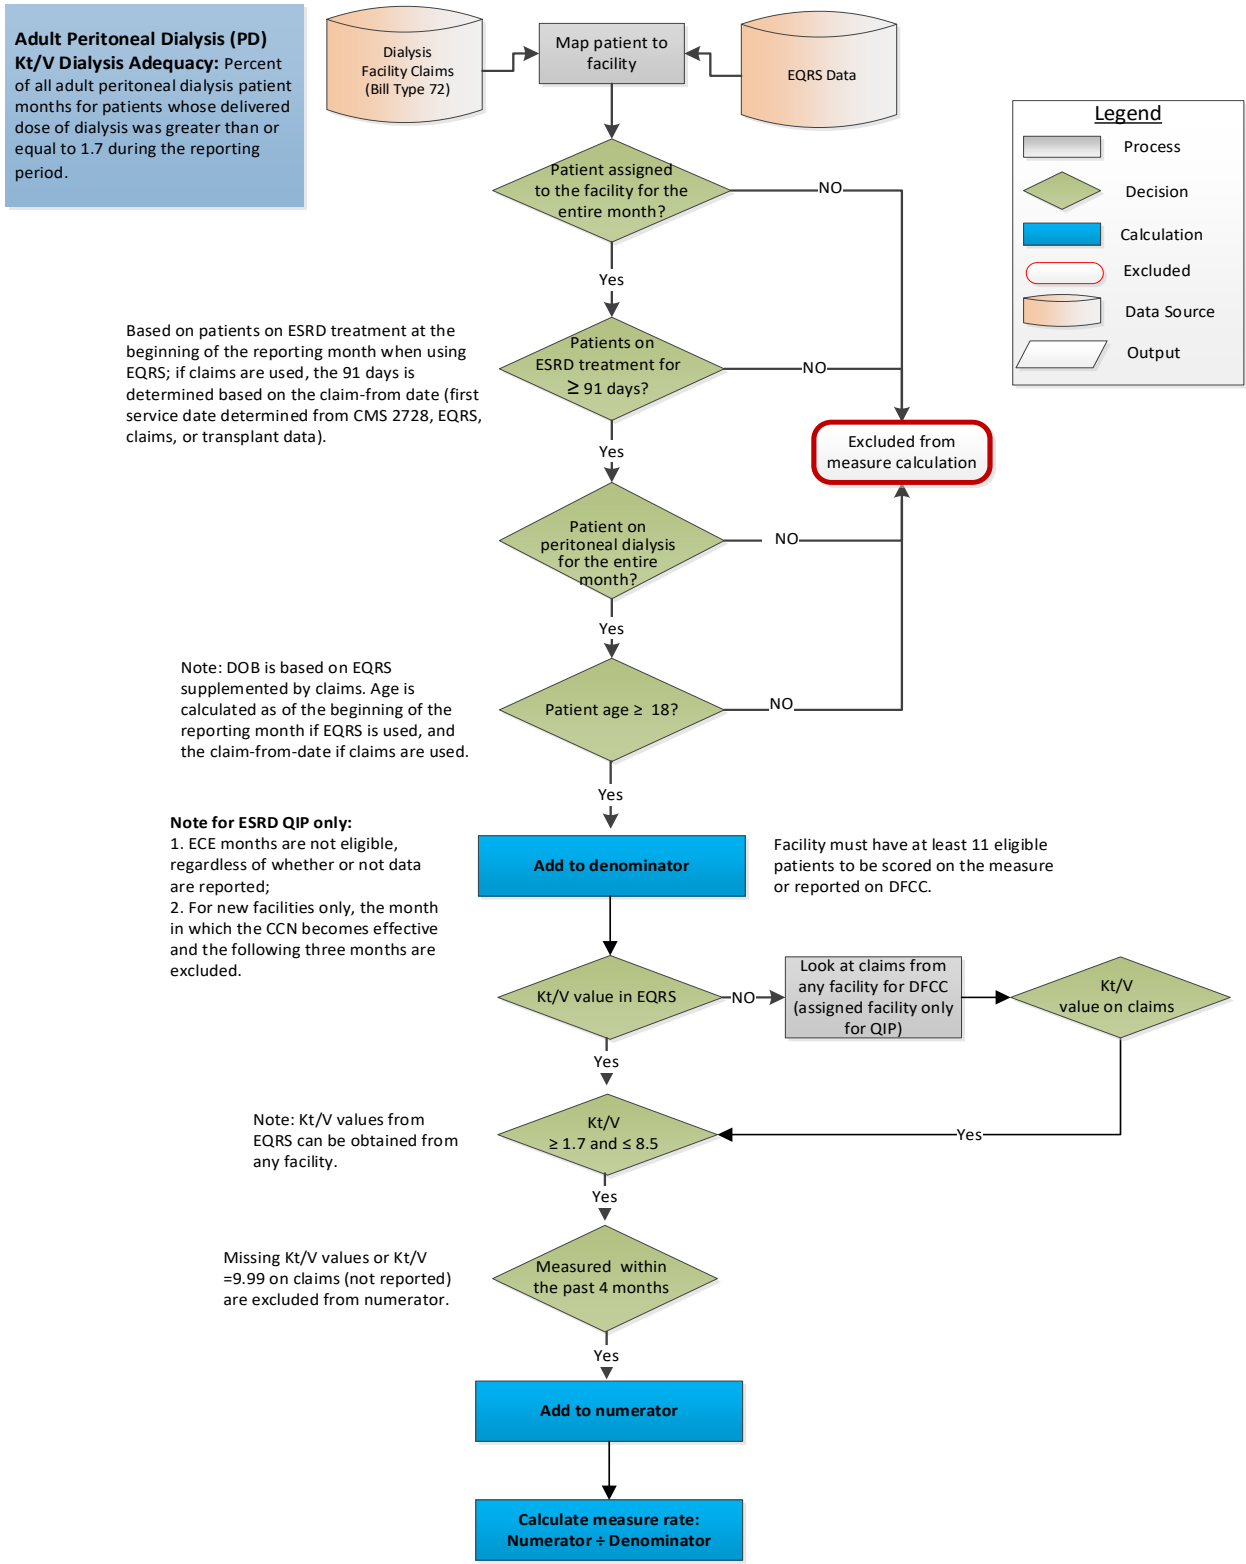 Adult Peritoneal Dialysis (PD)
Kt/V Dialysis Adequacy: Percent
of all adult peritoneal dialysis patient
months for patients whose delivered
dose of dialysis was greater than or
equal to 1.7 during the reporting
period.
Dialysis
Facility Claims
(Bill Type 72)
Map patient to
facility
EQRS Data
Legend
Process
Decision
Calculation
Excluded
Data Source
Output
Patient assigned
to the facility for the
entire month?
NO
Yes
Based on patients on ESRD treatment at the
beginning of the reporting month when using
EQRS; if claims are used, the 91 days is
determined based on the claim-from date (first
service date determined from CMS 2728, EQRS,
claims, or transplant data).
Patients on
ESRD treatment for
≥ 91 days?
NO
Yes
Excluded from
measure calculation
Patient on
peritoneal dialysis
for the entire
month?
NO
Yes
Note: DOB is based on EQRS
supplemented by claims. Age is
calculated as of the beginning of the
reporting month if EQRS is used, and
the claim-from-date if claims are used.
Patient age ≥ 18?
NO
Yes
Note for ESRD QIP only:
1. ECE months are not eligible,
regardless of whether or not data
are reported;
2. For new facilities only, the month
in which the CCN becomes effective
and the following three months are
excluded.
Add to denominator
Facility must have at least 11 eligible
patients to be scored on the measure
or reported on DFCC.
Kt/V value in EQRS
NO
Look at claims from
any facility for DFCC
(assigned facility only
for QIP)
Kt/V
value on claims
Yes
Yes
Note: Kt/V values from
EQRS can be obtained from
any facility.
Kt/V
≥ 1.7 and ≤ 8.5
Yes
Missing Kt/V values or Kt/V
=9.99 on claims (not reported)
are excluded from numerator.
Measured within
the past 4 months
Yes
Add to numerator
Calculate measure rate:
Numerator ÷ Denominator